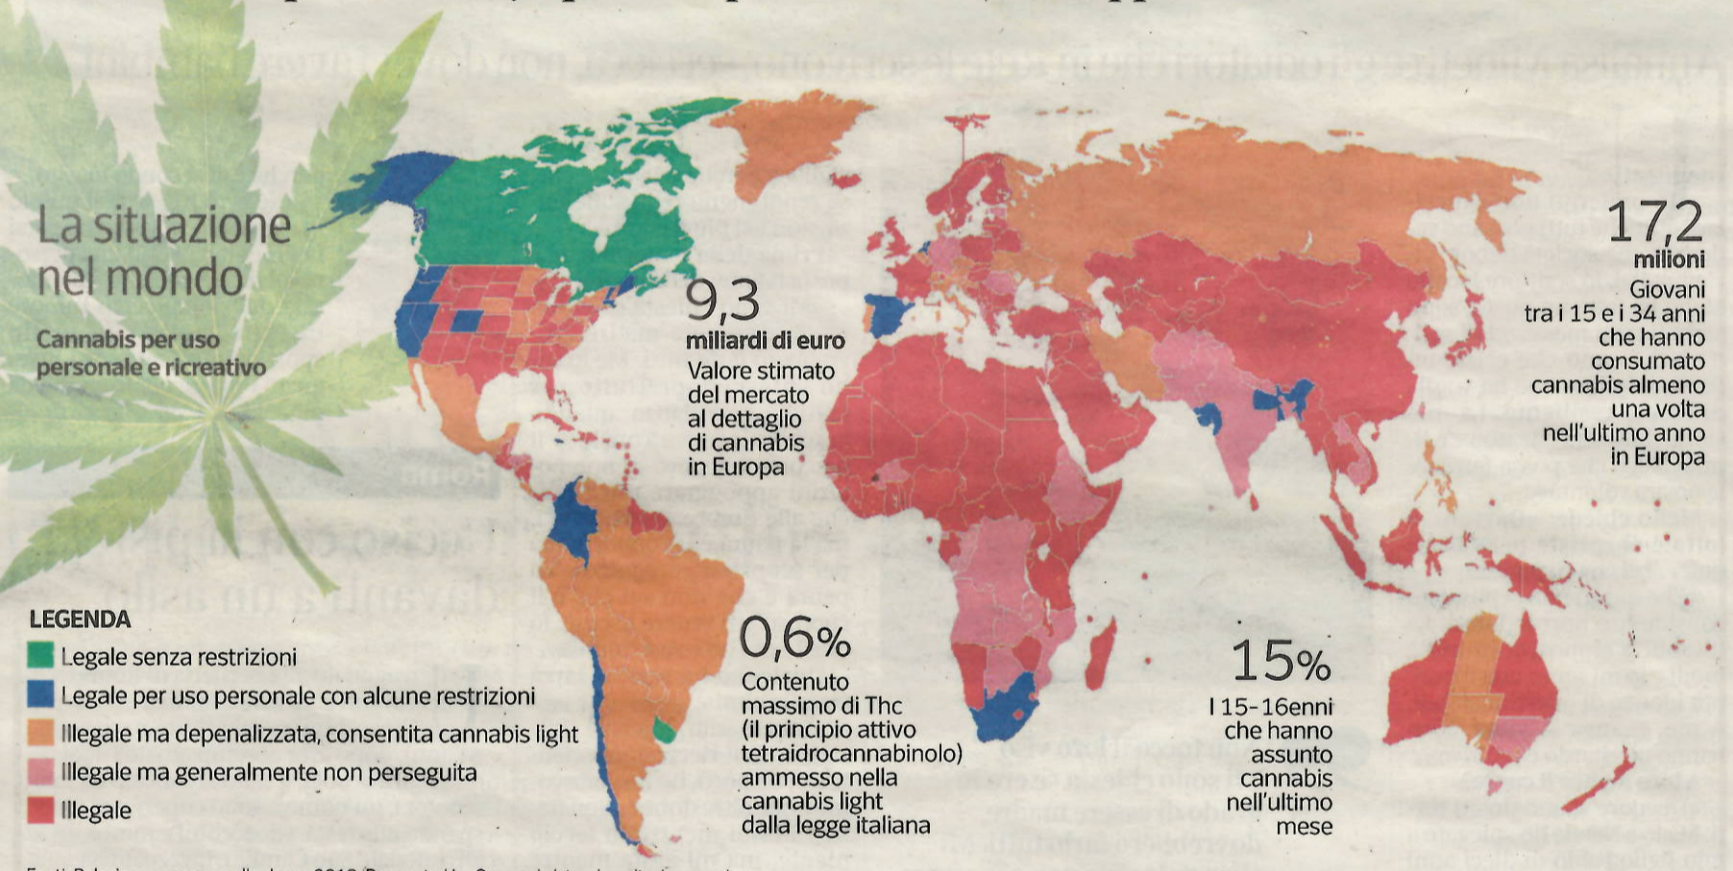 La situazione
nel mondo
Cannabis per uso
personale e ricreativo
9,3
miliardi di euro
Valore stimato
del mercato
al dettaglio
di cannabis
in Europa
17,2
milioni
Giovani
tra i 15 e i 34 anni
che hanno
consumato
cannabis almeno
una volta
nell'ultimo anno
in Europa
LEGENDA
Legale senza restrizioni
Legale per uso personale con alcune restrizioni
Illegale ma depenalizzata, consentita cannabis light
Illegale ma generalmente non perseguita
Illegale
0,6%
Contenuto
massimo di Thc
(il principio attivo
tetraidrocannabinolo)
ammesso nella
cannabis light
dalla legge italiana
15%
I 15-16enni
che hanno
assunto
cannabis
nell'ultimo
mese